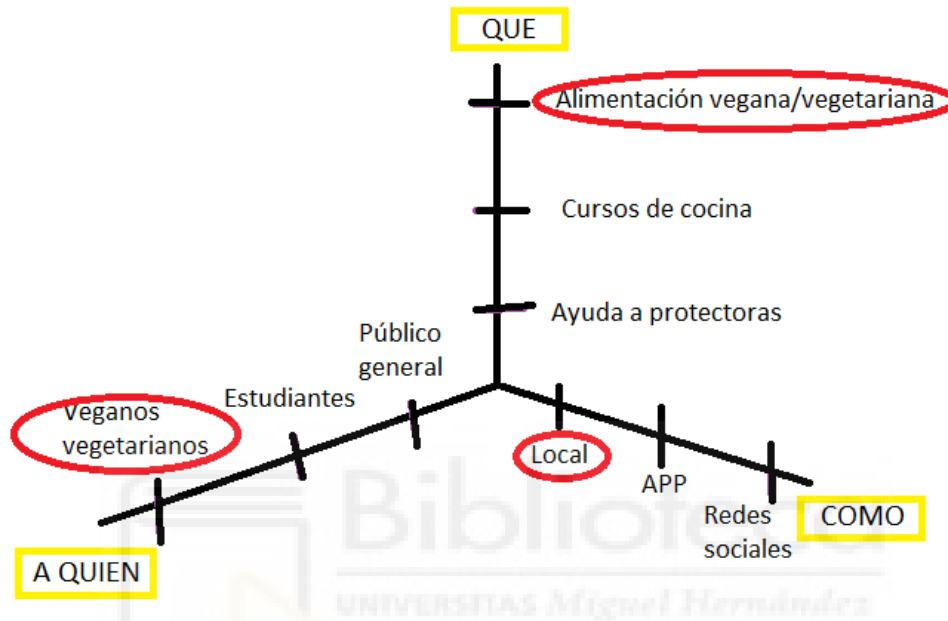 QUE
Alimentación vegana/vegetariana
Cursos de cocina
Ayuda a protectoras
Público
general
Estudiantes
Veganos
vegetarianos
Local
APP
Redes
sociales
COMO
A QUIEN
Biblioteca
UNIVERSITAS Miguel Hernández